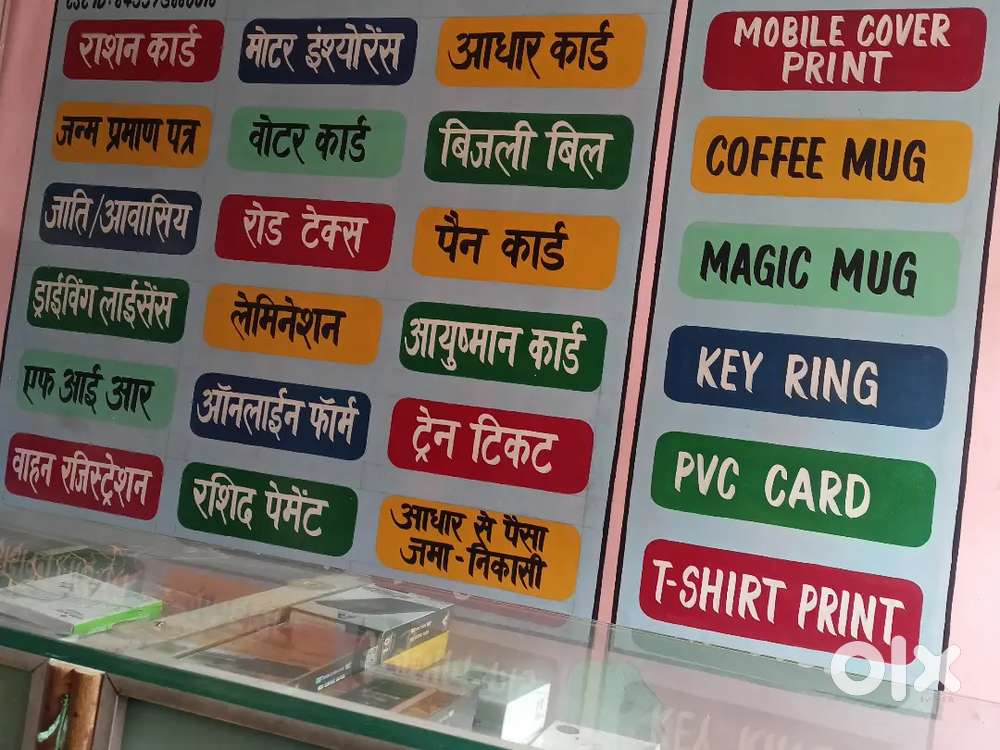 राशन कार्ड
मोटर इंश्योरेंस
आधार कार्ड
जन्म प्रमाण पत्र
वोटर कार्ड
बिजली बिल
जाति/आवासिय
रोड टेक्स
पैन कार्ड
ड्राईविंग लाईसेंस
लेमिनेशन
आयुष्मान कार्ड
एफ आई आर
ऑनलाईन फॉर्म
ट्रेन टिकट
वाहन रजिस्ट्रेशन
रशिद पेमेंट
आधार से पैसा
जमा-निकासी
MOBILE COVER
PRINT
COFFEE MUG
MAGIC MUG
KEY RING
PVC CARD
T-SHIRT PRINT
olx